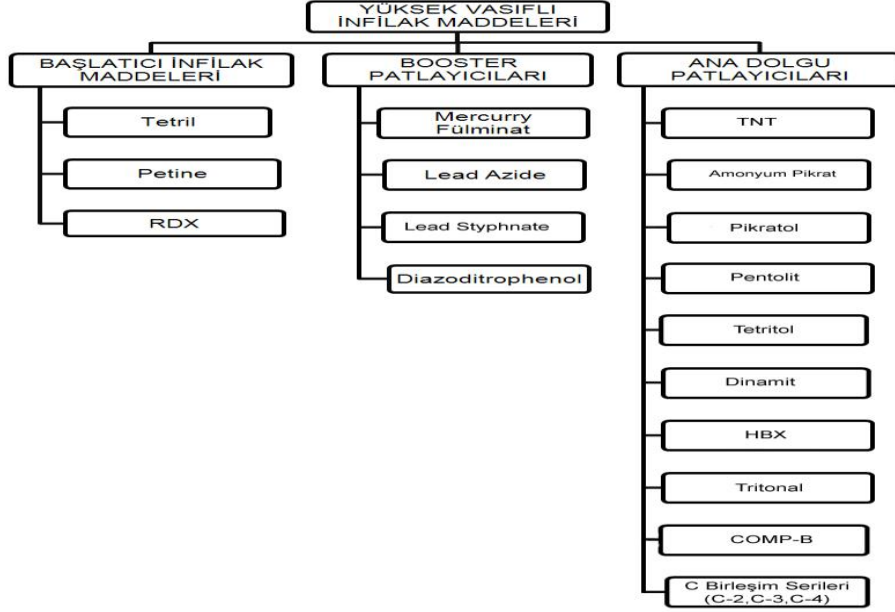 YÜKSEK VASIFLI
İNFİLAK MADDELERİ
BAŞLATICI İNFİLAK
MADDELERİ
Tetril
Petine
RDX
BOOSTER
PATLAYICILARI
Mercurry
Fülminat
Lead Azide
Lead Styphnate
Diazoditrophenol
ANA DOLGU
PATLAYICILARI
TNT
Amonyum Pikrat
Pikratol
Pentolit
Tetritol
Dinamit
HBX
Tritonal
COMP-B
C Birleşim Serileri
(C-2,C-3,C-4)